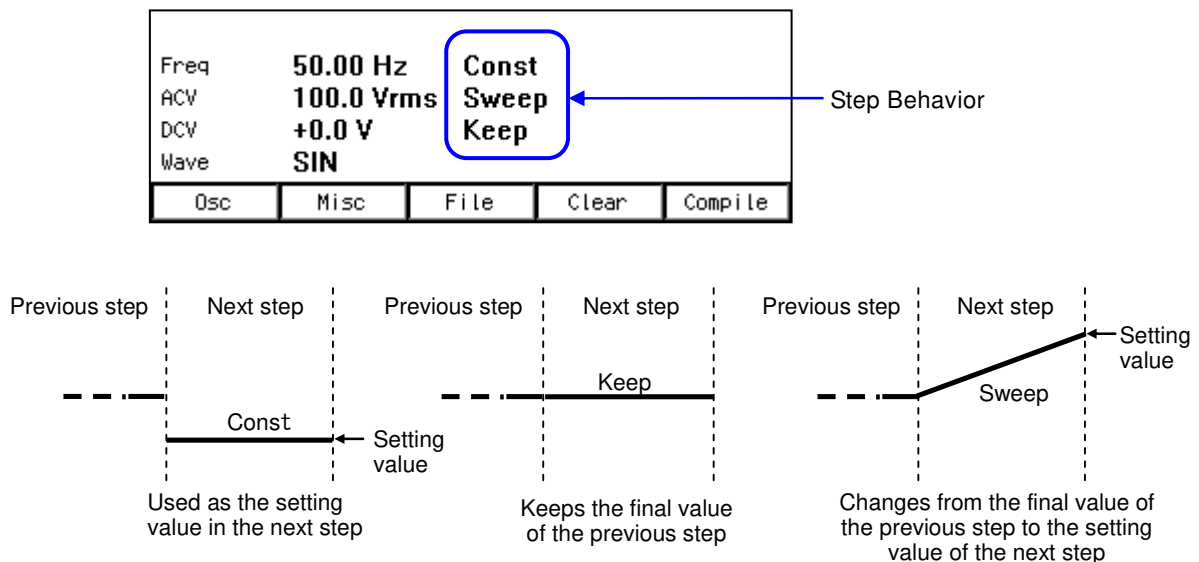 Freq 50.00 Hz Const
ACV 100.0 Vrms Sweep
DCV +0.0 V Keep
Wave SIN
Step Behavior
Osc Misc File Clear Compile
Previous step Next step Previous step Next step Previous step Next step
Const
Setting
value
Used as the setting
value in the next step
Keep
Keeps the final value
of the previous step
Sweep
Setting
value
Changes from the final value of
the previous step to the setting
value of the next step